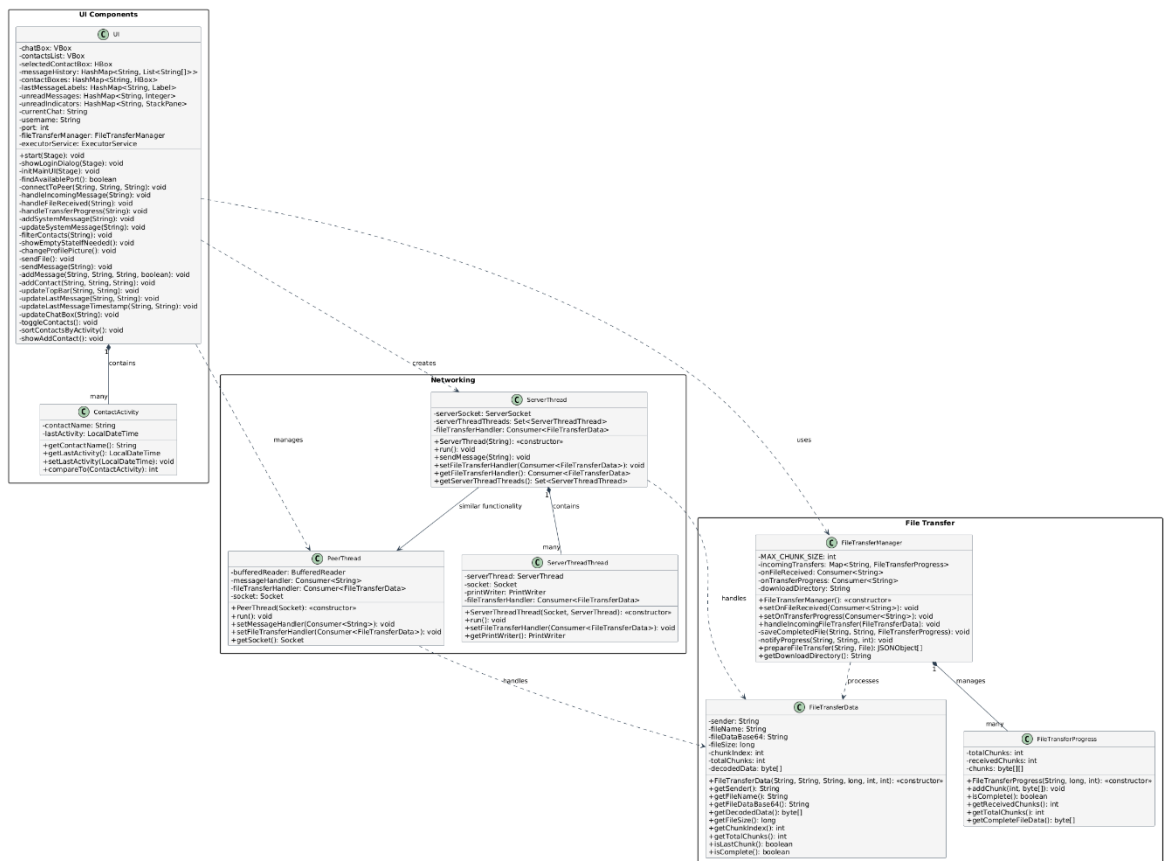 UI Components
C UI
-chatBox: VBox
-contactsList: VBox
-selectedContactBox: HBox
-messageHistory: HashMap<String, List<String[]>>
-contactBoxes: HashMap<String, HBox>
-lastMessageLabels: HashMap<String, Label>
-unreadMessages: HashMap<String, Integer>
-unreadIndicators: HashMap<String, StackPane>
-currentChat: String
-username: String
-port: int
-fileTransferManager: FileTransferManager
-executorService: ExecutorService
+start(Stage): void
-showLoginDialog(Stage): void
-initMainUI(Stage): void
-findAvailablePort(): boolean
-connectToPeer(String, String, String): void
-handleIncomingMessage(String): void
-handleFileReceived(String): void
-handleTransferProgress(String): void
-addSystemMessage(String): void
-updateSystemMessage(String): void
-filterContacts(String): void
-showEmptyStateIfNeeded(): void
-changeProfilePicture(): void
-sendFile(): void
-sendMessage(String): void
-addMessage(String, String, String, boolean): void
-addContact(String, String, String): void
-updateTopBar(String, String): void
-updateLastMessage(String, String): void
-updateLastMessageTimestamp(String, String): void
-updateChatBox(String): void
-toggleContacts(): void
-sortContactsByActivity(): void
-showAddContact(): void
1
contains
many
C ContactActivity
-contactName: String
-lastActivity: LocalDateTime
+getContactName(): String
+getLastActivity(): LocalDateTime
+setLastActivity(LocalDateTime): void
+compareTo(ContactActivity): int
creates
manages
uses
Networking
C ServerThread
-serverSocket: ServerSocket
-serverThreadThreads: Set<ServerThreadThread>
-fileTransferHandler: Consumer<FileTransferData>
+ServerThread(String): «constructor»
+run(): void
+sendMessage(String): void
+setFileTransferHandler(Consumer<FileTransferData>): void
+getFileTransferHandler(): Consumer<FileTransferData>
+getServerThreadThreads(): Set<ServerThreadThread>
similar functionality
1
contains
many
C PeerThread
-bufferedReader: BufferedReader
-messageHandler: Consumer<String>
-fileTransferHandler: Consumer<FileTransferData>
-socket: Socket
+PeerThread(Socket): «constructor»
+run(): void
+setMessageHandler(Consumer<String>): void
+setFileTransferHandler(Consumer<FileTransferData>): void
+getSocket(): Socket
C ServerThreadThread
-serverThread: ServerThread
-socket: Socket
-printWriter: PrintWriter
-fileTransferHandler: Consumer<FileTransferData>
+ServerThreadThread(Socket, ServerThread): «constructor»
+run(): void
+setFileTransferHandler(Consumer<FileTransferData>): void
+getPrintWriter(): PrintWriter
handles
handles
File Transfer
C FileTransferManager
-MAX_CHUNK_SIZE: int
-incomingTransfers: Map<String, FileTransferProgress>
-onFileReceived: Consumer<String>
-onTransferProgress: Consumer<String>
-downloadDirectory: String
+FileTransferManager(): «constructor»
+setOnFileReceived(Consumer<String>): void
+setOnTransferProgress(Consumer<String>): void
+handleIncomingFileTransfer(FileTransferData): void
-saveCompletedFile(String, String, FileTransferProgress): void
-notifyProgress(String, String, int): void
+prepareFileTransfer(String, File): JSONObject[]
+getDownloadDirectory(): String
processes
1
manages
many
C FileTransferData
-sender: String
-fileName: String
-fileDataBase64: String
-fileSize: long
-chunkIndex: int
-totalChunks: int
-decodedData: byte[]
+FileTransferData(String, String, String, long, int, int): «constructor»
+getSender(): String
+getFileName(): String
+getFileDataBase64(): String
+getDecodedData(): byte[]
+getFileSize(): long
+getChunkIndex(): int
+getTotalChunks(): int
+isLastChunk(): boolean
+isComplete(): boolean
C FileTransferProgress
-totalChunks: int
-receivedChunks: int
-chunks: byte[][]
+FileTransferProgress(String, long, int): «constructor»
+addChunk(int, byte[]): void
+isComplete(): boolean
+getReceivedChunks(): int
+getTotalChunks(): int
+getCompleteFileData(): byte[]